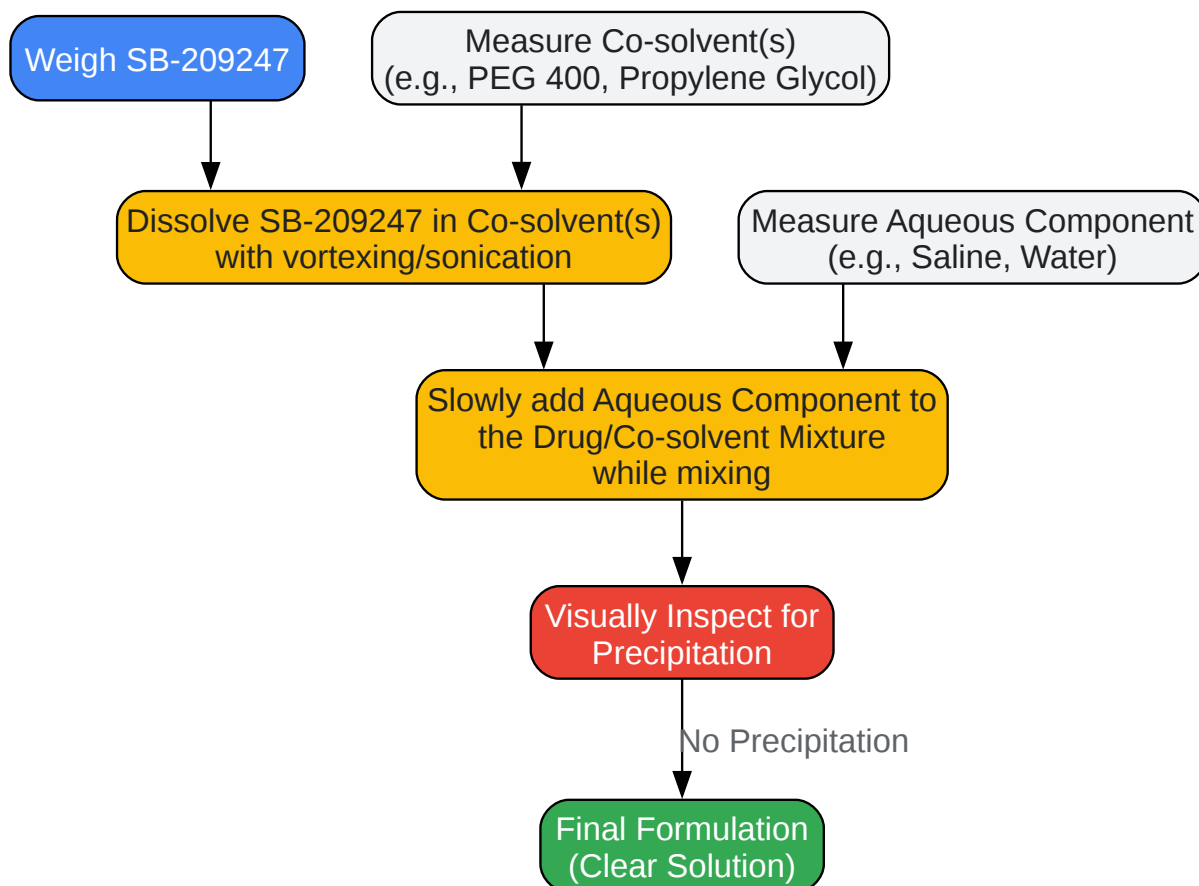 Weigh SB-209247
Measure Co-solvent(s)
(e.g., PEG 400, Propylene Glycol)
Dissolve SB-209247 in Co-solvent(s)
with vortexing/sonication
Measure Aqueous Component
(e.g., Saline, Water)
Slowly add Aqueous Component to
the Drug/Co-solvent Mixture
while mixing
Visually Inspect for
Precipitation
No Precipitation
Final Formulation
(Clear Solution)